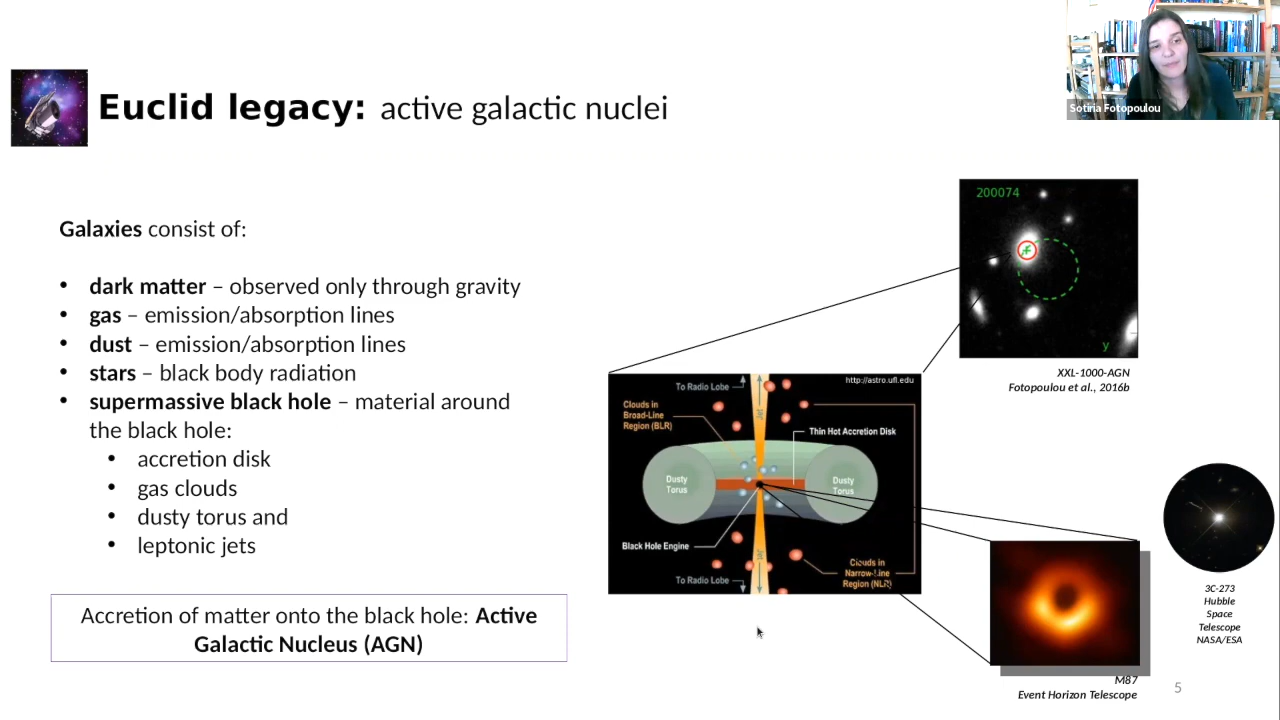 Sotiria Fotopoulou
Euclid legacy: active galactic nuclei
Galaxies consist of:
• dark matter – observed only through gravity
• gas – emission/absorption lines
• dust – emission/absorption lines
• stars – black body radiation
• supermassive black hole – material around
the black hole:
• accretion disk
• gas clouds
• dusty torus and
• leptonic jets
Accretion of matter onto the black hole: Active
Galactic Nucleus (AGN)
200074
y
XXL-1000-AGN
Fotopoulou et al., 2016b
http://astro.ufl.edu
To Radio Lobe
Jet
Clouds in
Broad-Line
Region (BLR)
Thin Hot Accretion Disk
Dusty
Torus
Dusty
Torus
Black Hole Engine
Jet
Clouds in
Narrow-Line
Region (NLR)
To Radio Lobe
3C-273
Hubble
Space
Telescope
NASA/ESA
M87
Event Horizon Telescope
5